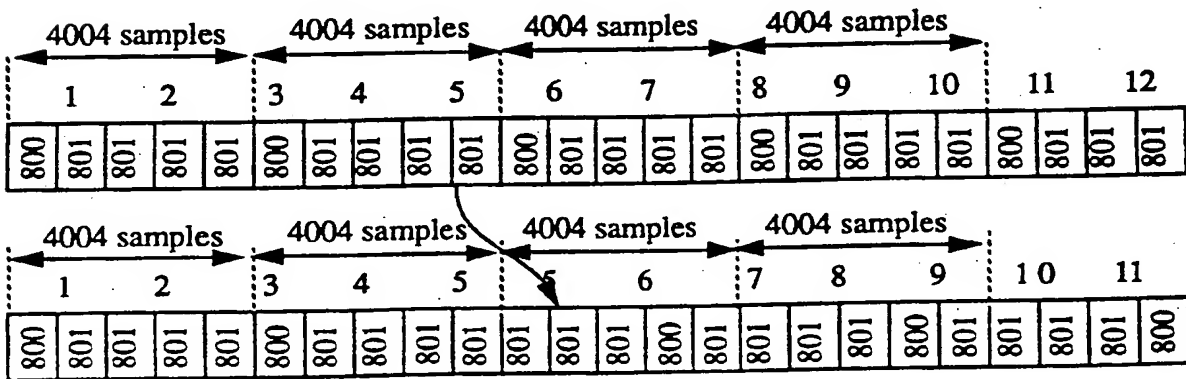 4004 samples 4004 samples 4004 samples 4004 samples
1 2 3 4 5 6 7 8 9 10 11 12
800 801 801 801 801 800 801 801 801 801 800 801 801 801 801 800 801 801 801 801 800 801 801 801
4004 samples 4004 samples 4004 samples 4004 samples
1 2 3 4 5 5 6 7 8 9 10 11
800 801 801 801 801 800 801 801 801 801 801 801 801 800 801 801 801 801 800 801 801 801 801 800